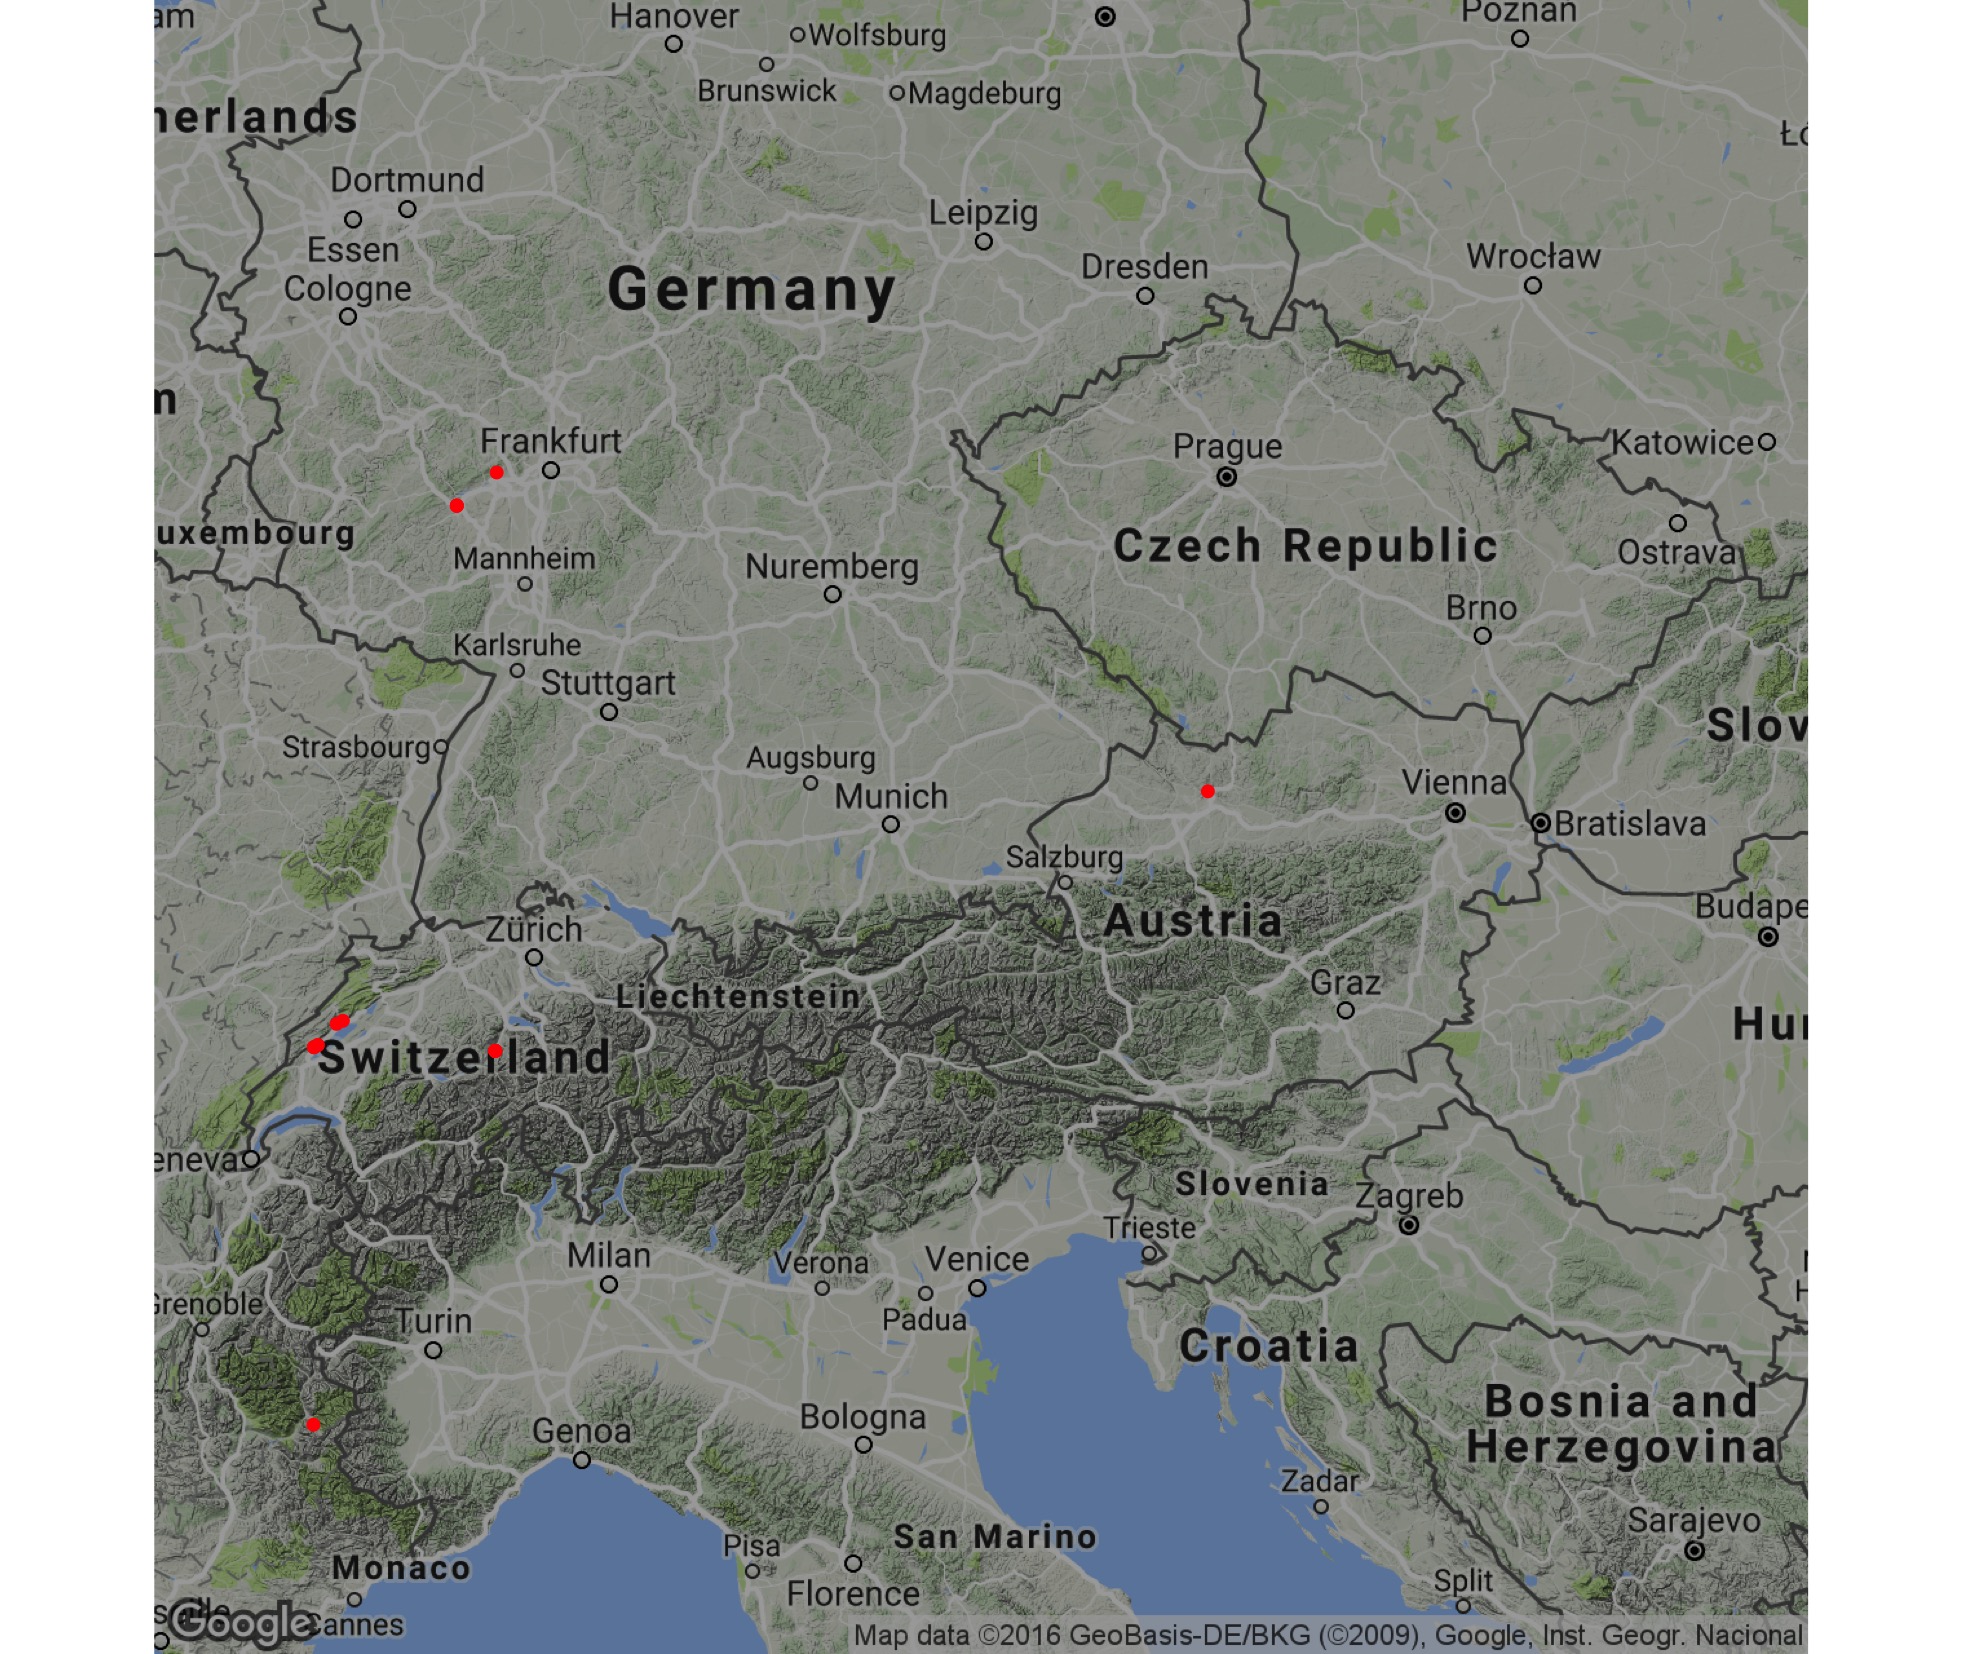 am
Hanover
Wolfsburg
Poznan
Brunswick
Magdeburg
herlands
Łó
Dortmund
Essen
Leipzig
Cologne
Germany
Dresden
Wrocław
m
Frankfurt
Prague
Katowice
uxembourg
Mannheim
Nuremberg
Czech Republic
Ostrava
Brno
Karlsruhe
Stuttgart
Strasbourg
Augsburg
Munich
Vienna
Slov
Bratislava
Salzburg
Austria
Budape
Zürich
Liechtenstein
Graz
Hun
Switzerland
eneva
Slovenia
Zagreb
Trieste
Milan
Verona
Venice
Grenoble
Turin
Padua
Croatia
Genoa
Bologna
Bosnia and
Herzegovina
Zadar
San Marino
Sarajevo
Monaco
Pisa
Florence
Split
Cannes
Google
Map data ©2016 GeoBasis-DE/BKG (©2009), Google, Inst. Geogr. Nacional